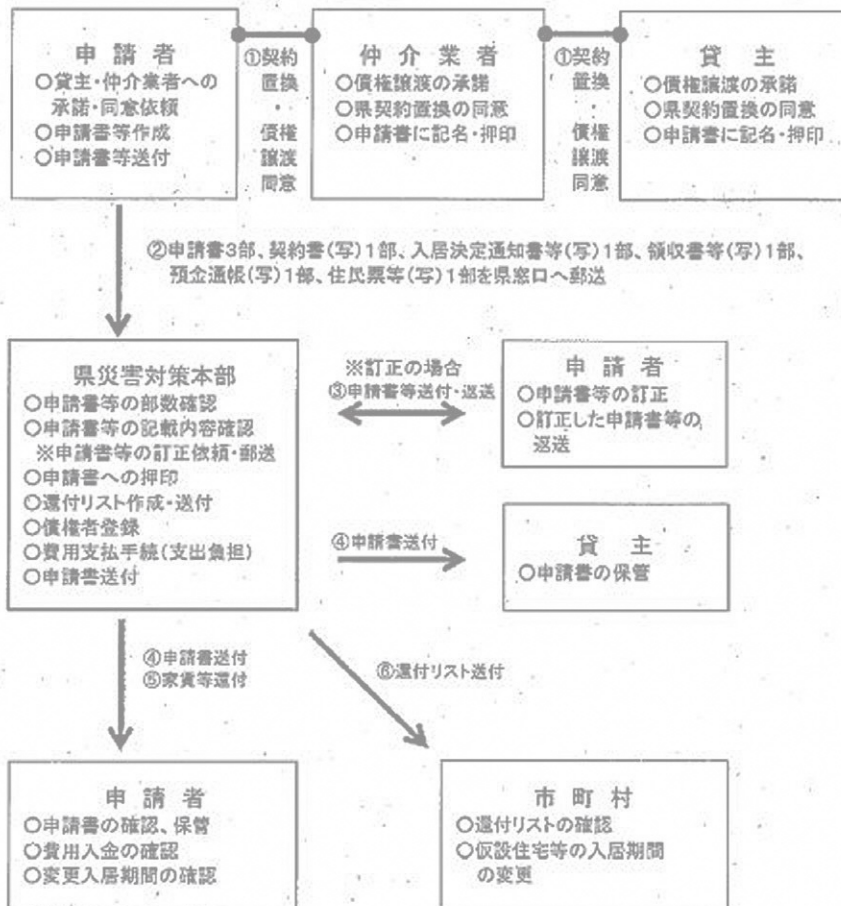 申請者
○貸主・仲介業者への
承諾・同意依頼
○申請書等作成
○申請書等送付
①契約
置換
・
債権
譲渡
同意
仲介業者
○債権譲渡の承諾
○県契約置換の同意
○申請書に記名・押印
①契約
置換
・
債権
譲渡
同意
貸主
○債権譲渡の承諾
○県契約置換の同意
○申請書に記名・押印
②申請書3部、契約書(写)1部、入居決定通知書等(写)1部、領収書等(写)1部、
預金通帳(写)1部、住民票等(写)1部を県窓口へ郵送
県災害対策本部
○申請書等の部数確認
○申請書等の記載内容確認
※申請書等の訂正依頼・郵送
○申請書への押印
○還付リスト作成・送付
○債権者登録
○費用支払手続(支出負担)
○申請書送付
※訂正の場合
③申請書等送付・返送
申請者
○申請書等の訂正
○訂正した申請書等の
返送
④申請書送付
貸主
○申請書の保管
④申請書送付
⑤家賃等還付
⑥還付リスト送付
申請者
○申請書の確認、保管
○費用入金の確認
○変更入居期間の確認
市町村
○還付リストの確認
○仮設住宅等の入居期間
の変更